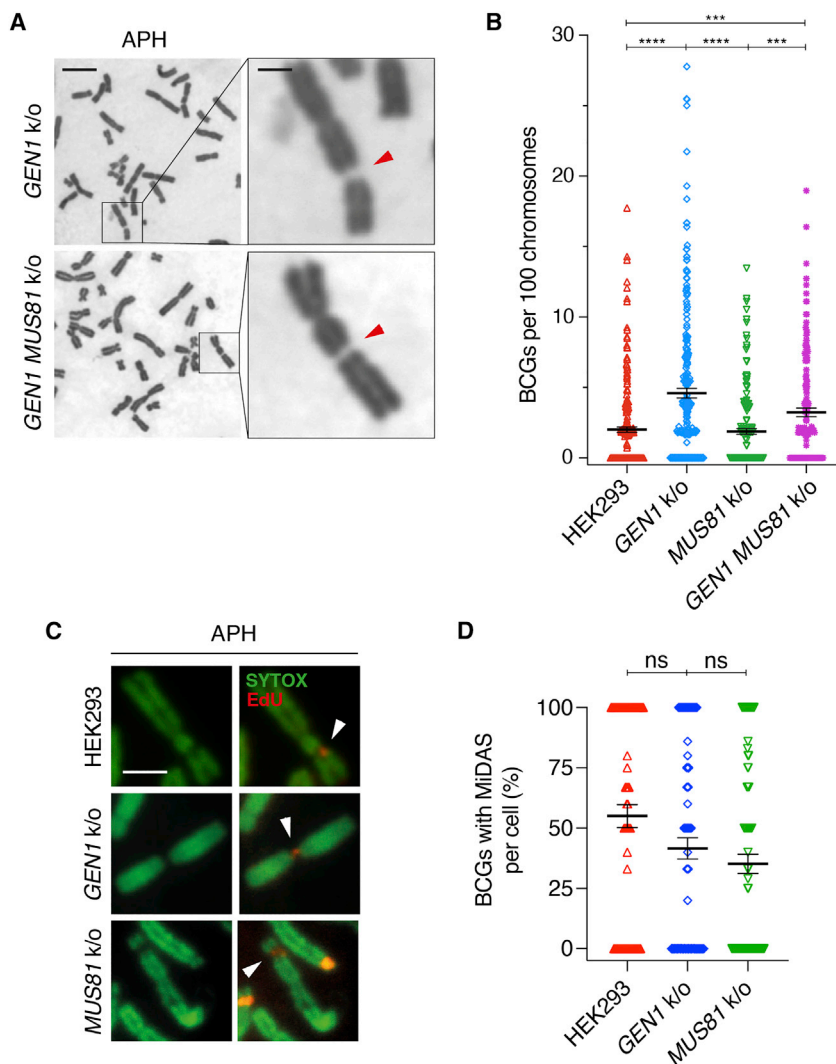 A
APH
GEN1 k/o
GEN1 MUS81 k/o
B
BCGs per 100 chromosomes
30
20
10
0
***
**** **** ***
HEK293
GEN1 k/o
MUS81 k/o
GEN1 MUS81 k/o
C
APH
SYTOX
EdU
HEK293
GEN1 k/o
MUS81 k/o
D
BCGs with MiDAS
per cell (%)
100
75
50
25
0
ns ns
HEK293
GEN1 k/o
MUS81 k/o